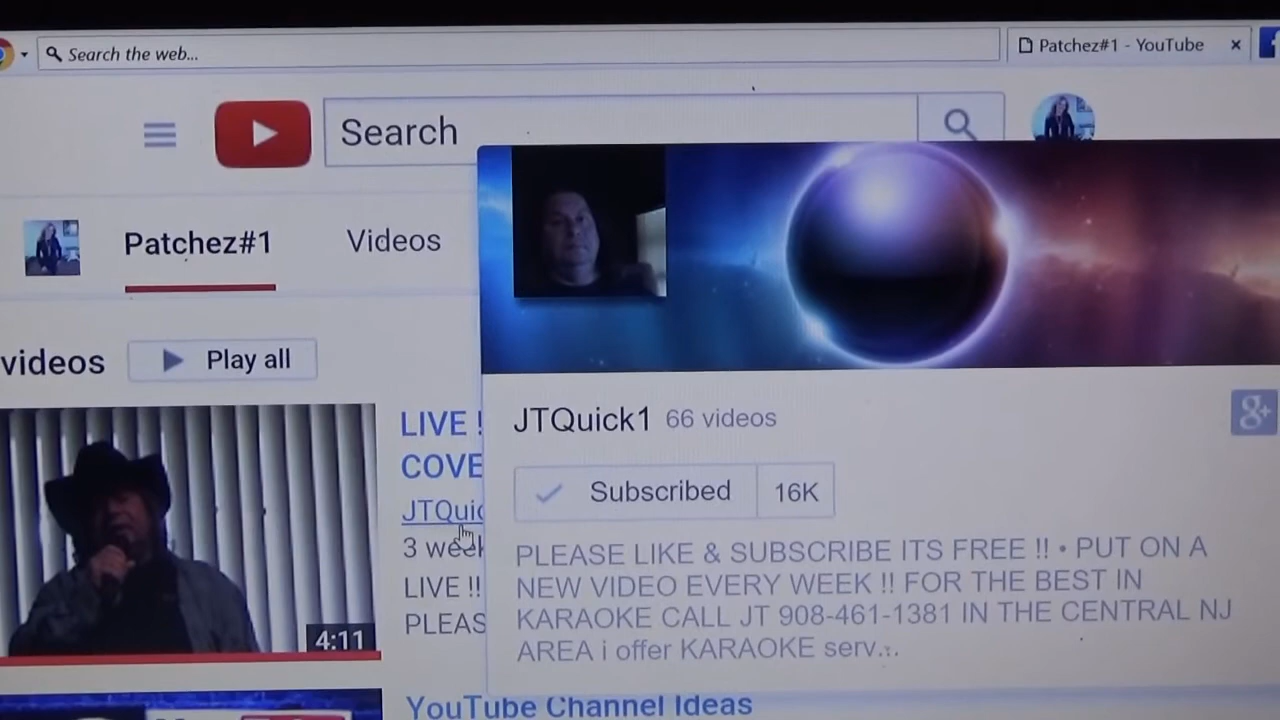 Search the web...
Patchez#1 - YouTube
Search
Patchez#1
Videos
videos
Play all
LIVE !
COVE
JTQuic
3 week
LIVE !!
PLEAS
4:11
JTQuick1 66 videos
g+
Subscribed 16K
PLEASE LIKE & SUBSCRIBE ITS FREE !! • PUT ON A
NEW VIDEO EVERY WEEK !! FOR THE BEST IN
KARAOKE CALL JT 908-461-1381 IN THE CENTRAL NJ
AREA i offer KARAOKE serv...
YouTube Channel Ideas